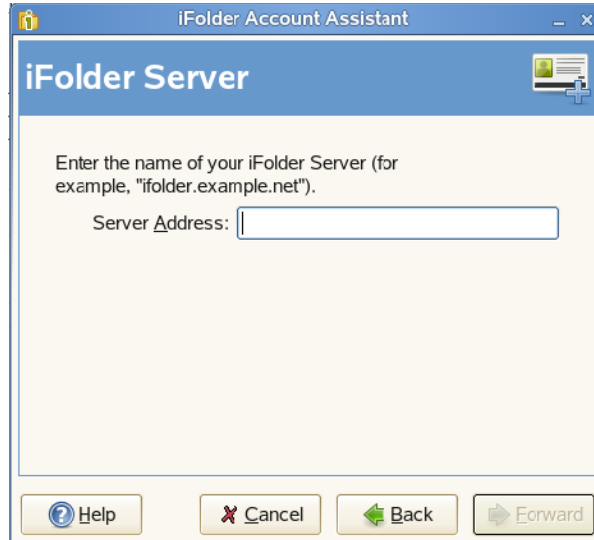 iFolder Account Assistant
iFolder Server
Enter the name of your iFolder Server (for
example, "ifolder.example.net").
Server Address:
Help
Cancel
Back
Forward